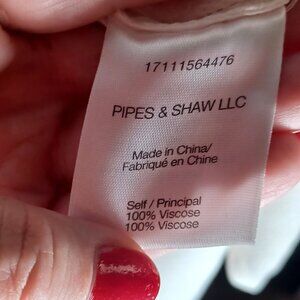 17111564476
PIPES & SHAW LLC
Made in China/
Fabriqué en Chine
Self / Principal
100% Viscose
100% Viscose